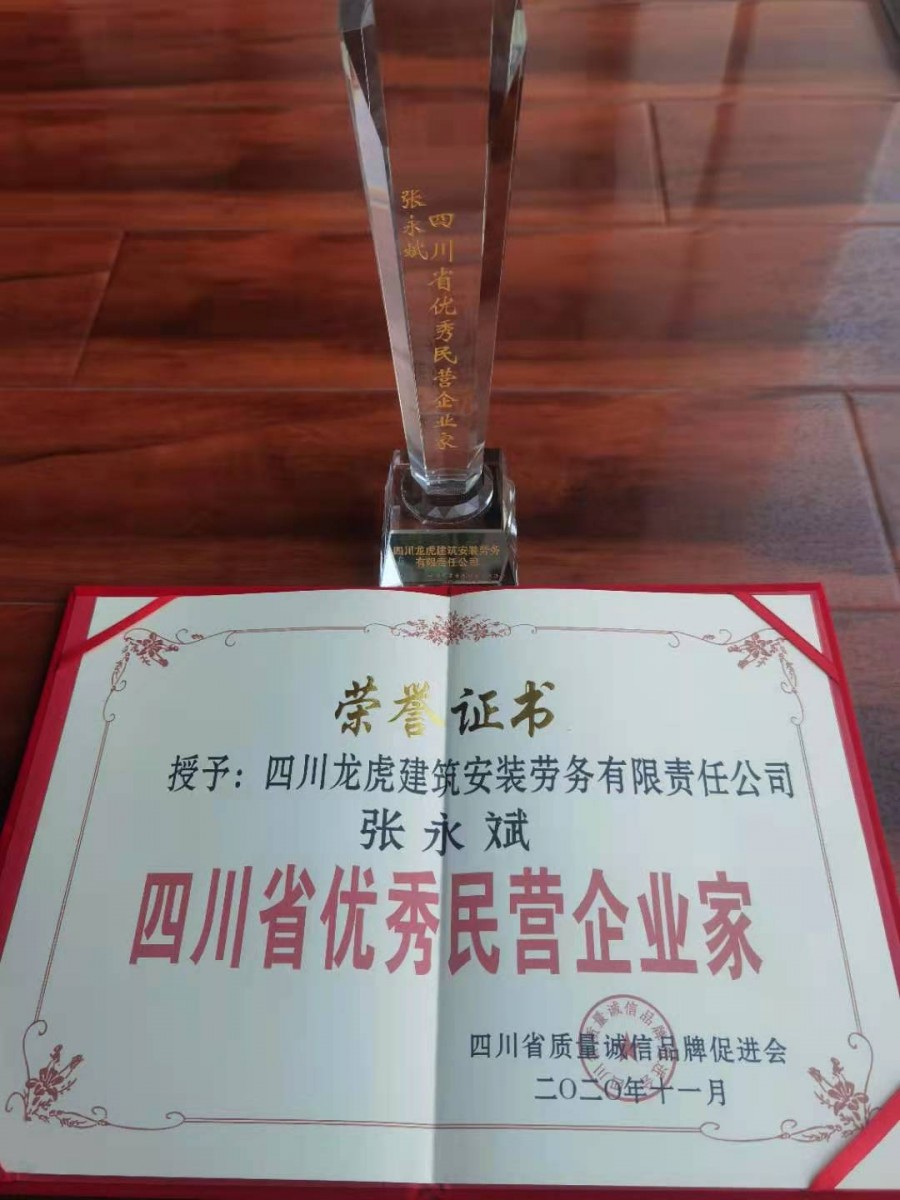 张永斌
四川省优秀民营企业家
四川龙虎建筑安装劳务
有限责任公司
荣誉证书
授予：四川龙虎建筑安装劳务有限责任公司
张永斌
四川省优秀民营企业家
四川省质量诚信品牌促进会
二〇二〇年十一月